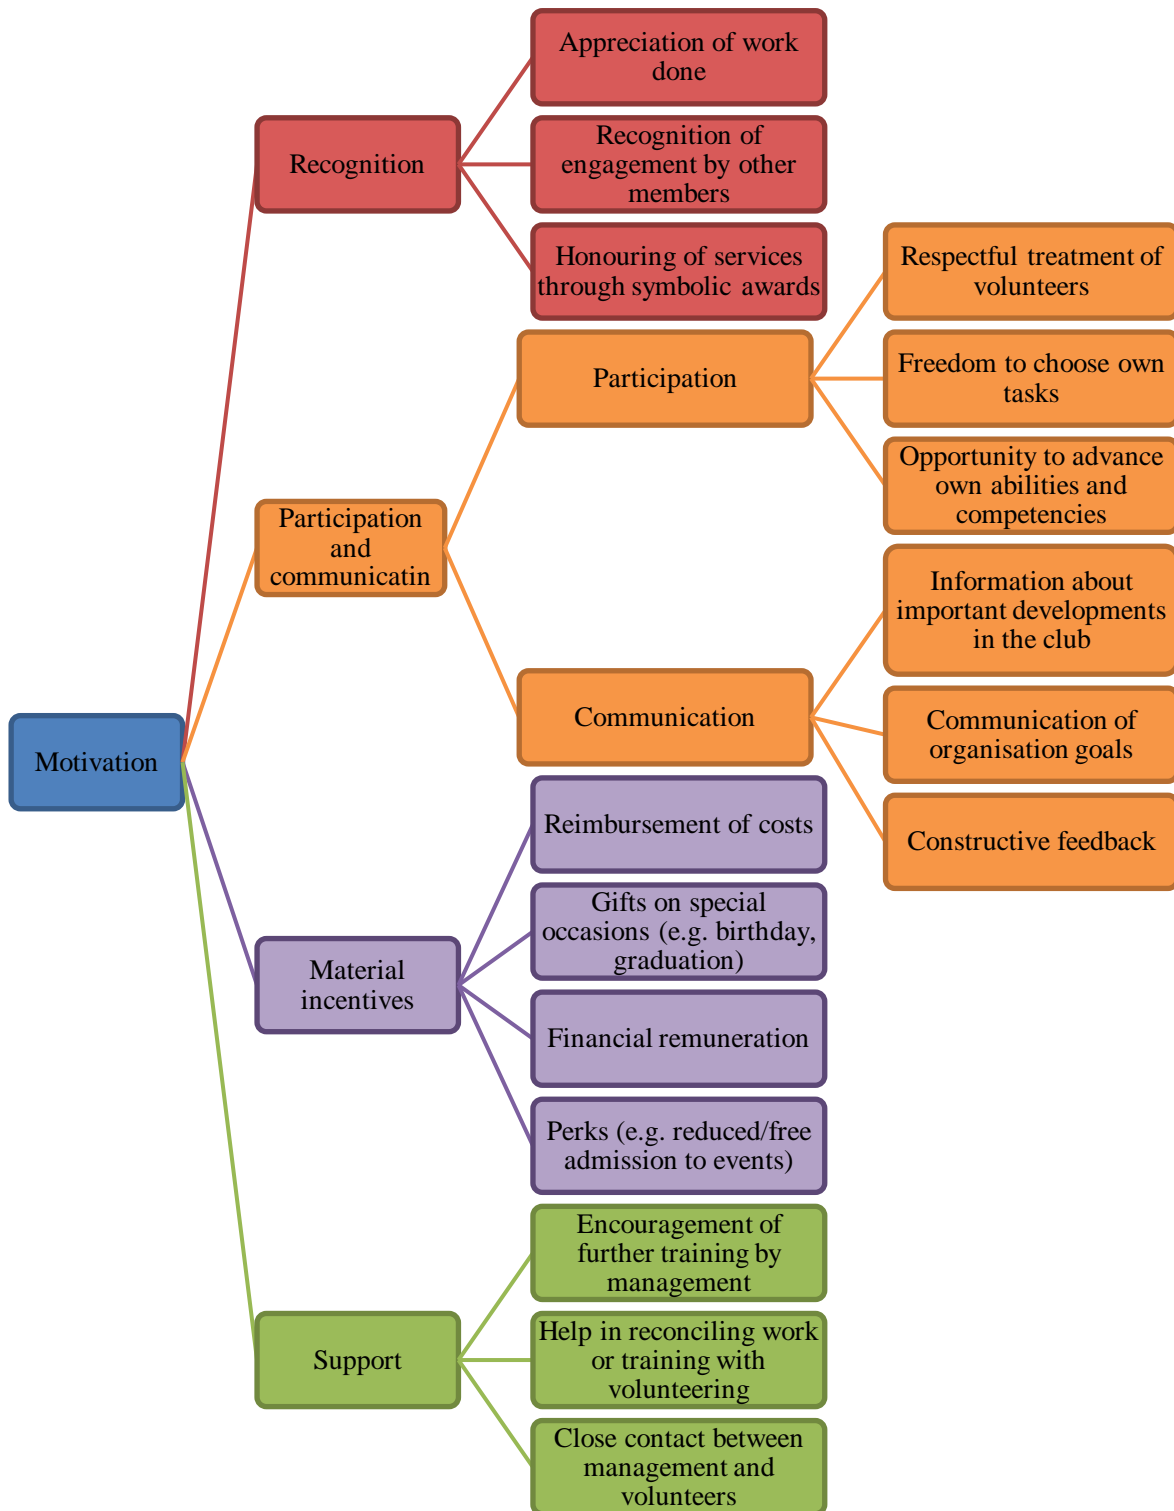 Motivation
Recognition
Appreciation of work
done
Recognition of
engagement by other
members
Honouring of services
through symbolic awards
Participation
and
communicatin
Participation
Respectful treatment of
volunteers
Freedom to choose own
tasks
Opportunity to advance
own abilities and
competencies
Communication
Information about
important developments
in the club
Communication of
organisation goals
Constructive feedback
Material
incentives
Reimbursement of costs
Gifts on special
occasions (e.g. birthday,
graduation)
Financial remuneration
Perks (e.g. reduced/free
admission to events)
Support
Encouragement of
further training by
management
Help in reconciling work
or training with
volunteering
Close contact between
management and
volunteers